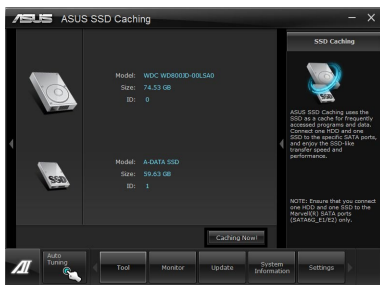 ASUS ASUS SSD Caching
SSD Caching
Model: WDC WD800JD-00LSA0
Size: 74.53 GB
ID: 0
SSD
ASUS SSD Caching uses the
SSD as a cache for frequently
accessed programs and data.
Connect one HDD and one
SSD to the specific SATA ports,
and enjoy the SSD-like
transfer speed and
performance.
SSD
Model: A-DATA SSD
Size: 59.63 GB
ID: 1
NOTE: Ensure that you connect
one HDD and one SSD to the
Marvell(R) SATA ports
(SATA6G_E1/E2) only.
Caching Now!
AI
Auto
Tuning
Tool
Monitor
Update
System
Information
Settings